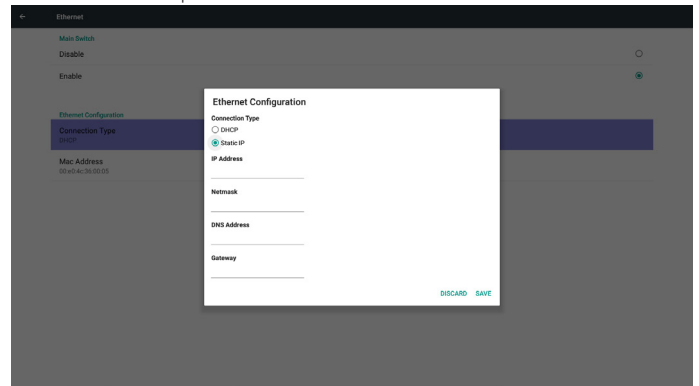 Ethernet
Main Switch
Disable
Enable
Ethernet Configuration
Connection Type
DHCP
Mac Address
00:e0:4c:36:00:05
Ethernet Configuration
Connection Type
DHCP
Static IP
IP Address
Netmask
DNS Address
Gateway
DISCARD SAVE